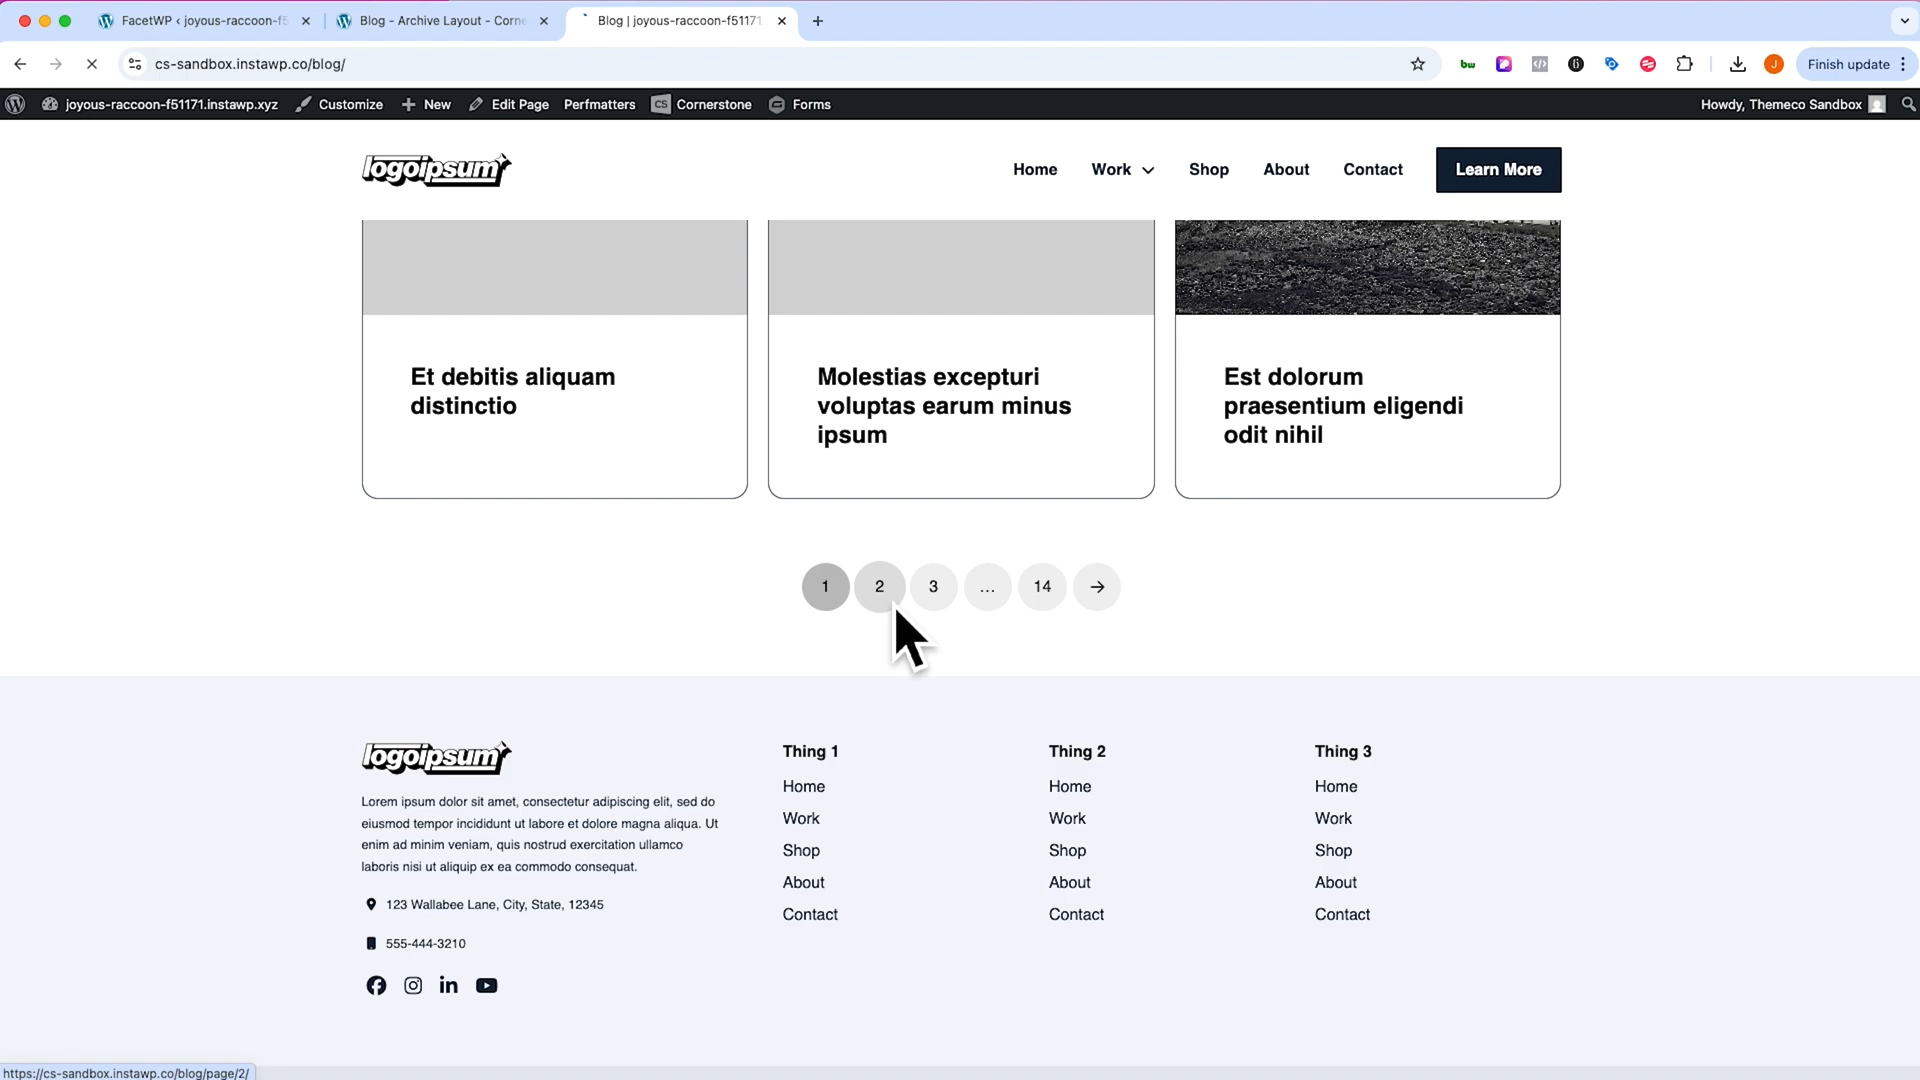 FacetWP ‹ joyous-raccoon-f5
Blog - Archive Layout - Corne
Blog | joyous-raccoon-f51171
cs-sandbox.instawp.co/blog/
bw
Finish update
joyous-raccoon-f51171.instawp.xyz
Customize
New
Edit Page
Perfmatters
CS Cornerstone
Forms
Howdy, Themeco Sandbox
logoipsum
Home
Work
Shop
About
Contact
Learn More
Et debitis aliquam
distinctio
Molestias excepturi
voluptas earum minus
ipsum
Est dolorum
praesentium eligendi
odit nihil
1
2
3
…
14
→
logoipsum
Lorem ipsum dolor sit amet, consectetur adipiscing elit, sed do
eiusmod tempor incididunt ut labore et dolore magna aliqua. Ut
enim ad minim veniam, quis nostrud exercitation ullamco
laboris nisi ut aliquip ex ea commodo consequat.
123 Wallabee Lane, City, State, 12345
555-444-3210
Thing 1
Home
Work
Shop
About
Contact
Thing 2
Home
Work
Shop
About
Contact
Thing 3
Home
Work
Shop
About
Contact
https://cs-sandbox.instawp.co/blog/page/2/